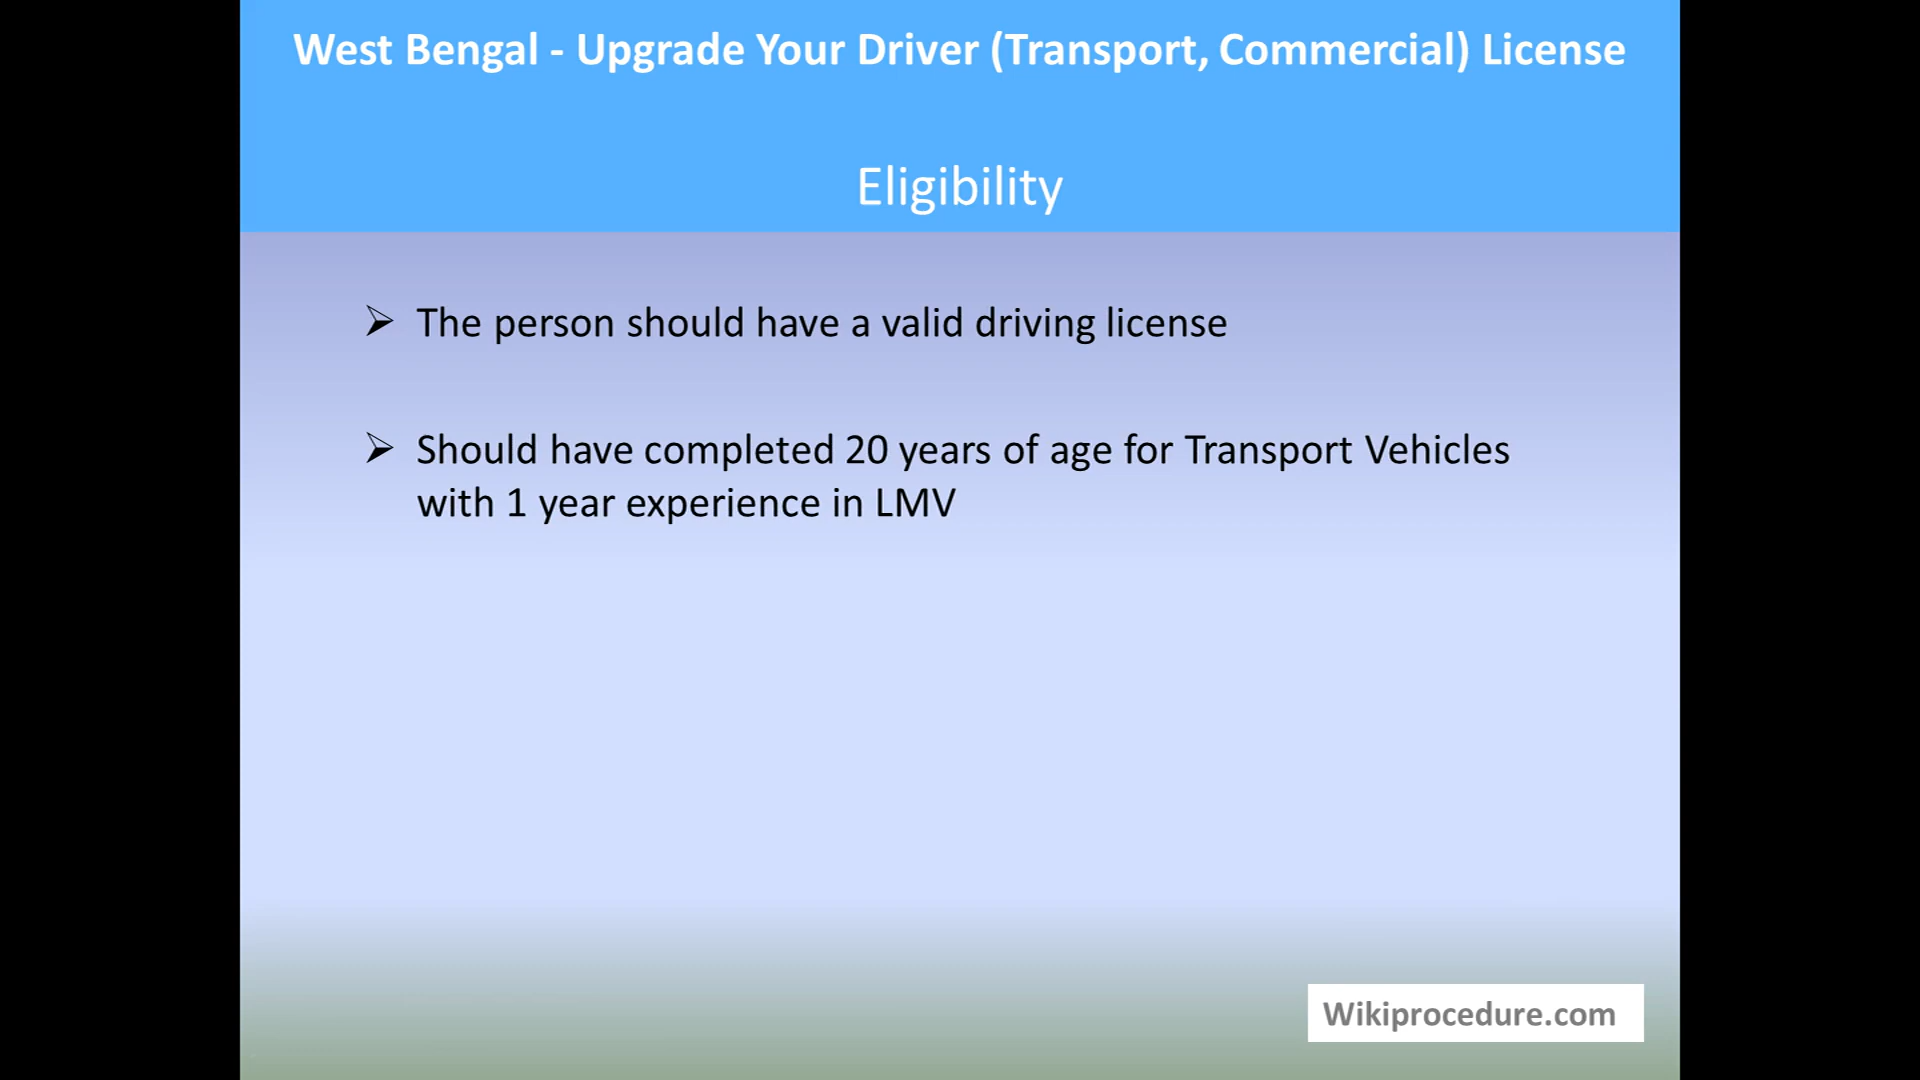 West Bengal - Upgrade Your Driver (Transport, Commercial) License
Eligibility
➢ The person should have a valid driving license
➢ Should have completed 20 years of age for Transport Vehicles
with 1 year experience in LMV
Wikiprocedure.com